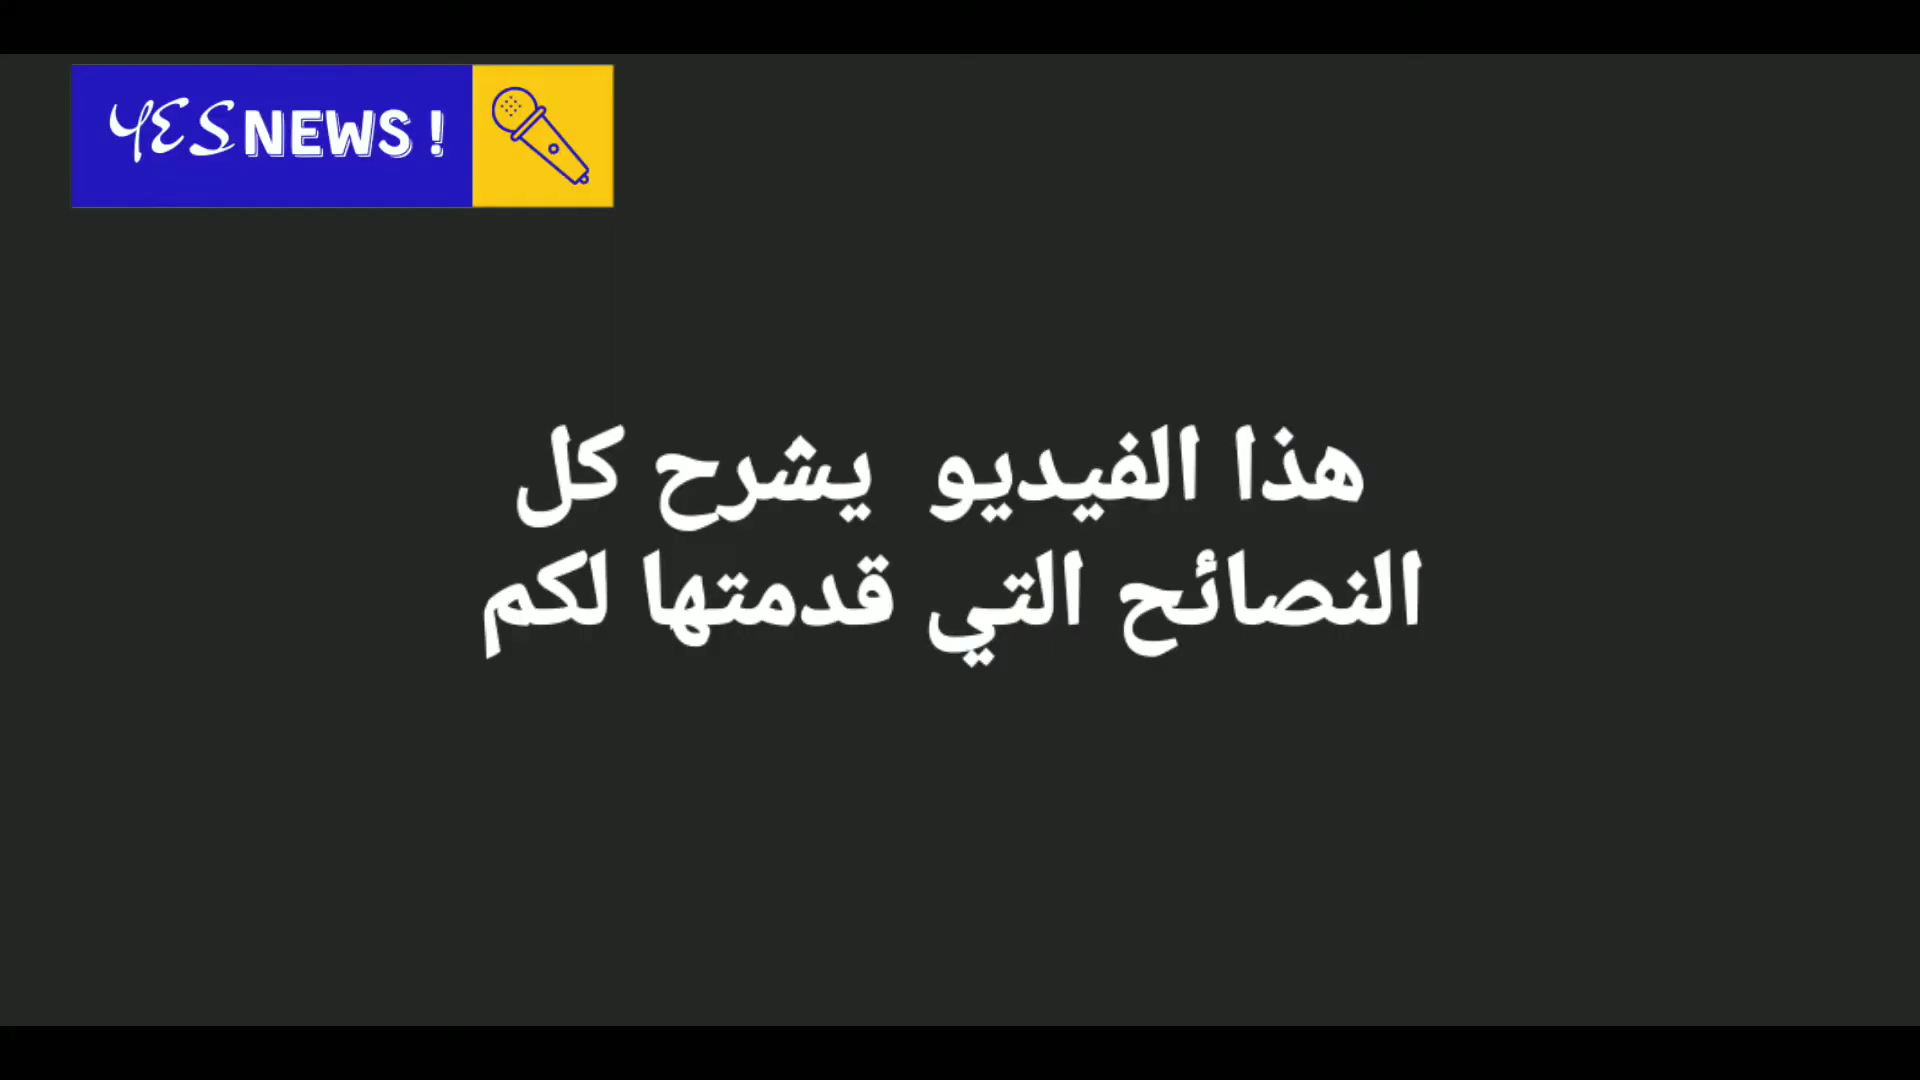 YES NEWS !
هذا الفيديو يشرح كل
النصائح التي قدمتها لكم